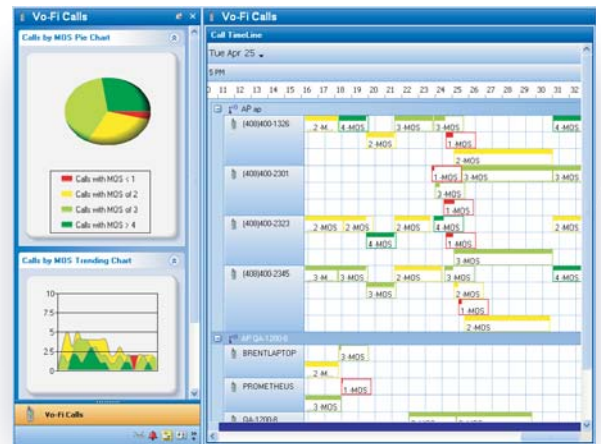 Vo-Fi Calls
Calls by MOS Pie Chart
Calls with MOS < 1
Calls with MOS of 2
Calls with MOS of 3
Calls with MOS > 4
Calls by MOS Trending Chart
10
7.5
5
2.5
0
Vo-Fi Calls
Vo-Fi Calls
Call TimeLine
Tue Apr 25
5 PM
11 12 13 14 15 16 17 18 19 20 21 22 23 24 25 26 27 28 29 30 31 32
AP ap
(408)400-1326
2-M... 4-MOS 3-MOS 3-MOS 4-MOS
1-MOS
2-MOS
2-MOS
(408)400-2301
1-MOS 3-MOS 3-MOS
3-MOS
1-MOS
(408)400-2323
2-MOS 2-MOS 2-MOS 4-MOS 2-MOS
4-MOS 1-MOS
3-MOS
(408)400-2345
3-MOS 2-MOS 3-MOS 4-MOS
3-MOS 2-MOS
1-MOS
2-MOS
AP QA-1200-8
BRENTLAPTOP
3-MOS
2-M...
PROMETHEUS
1-MOS
3-MOS
QA-1200-8